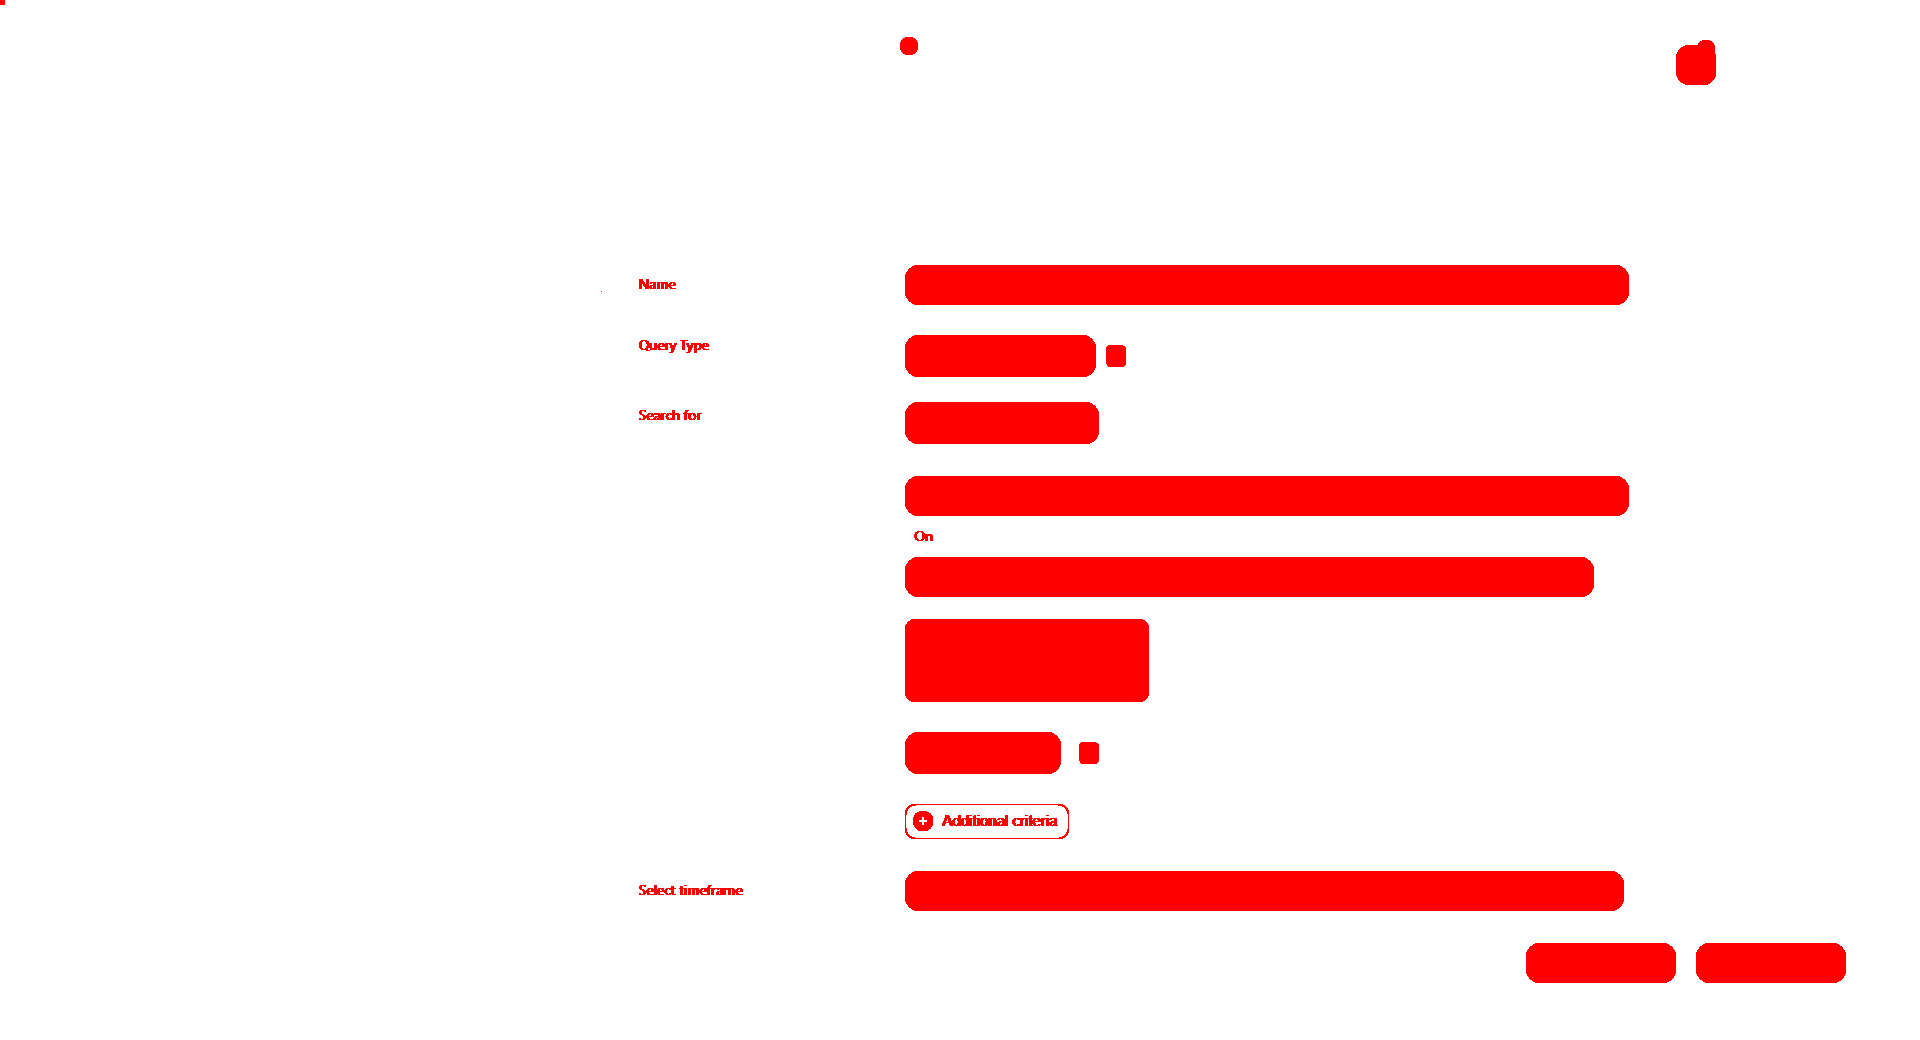 Name
Query Type
Search for
On
Additional criteria
Select timeframe